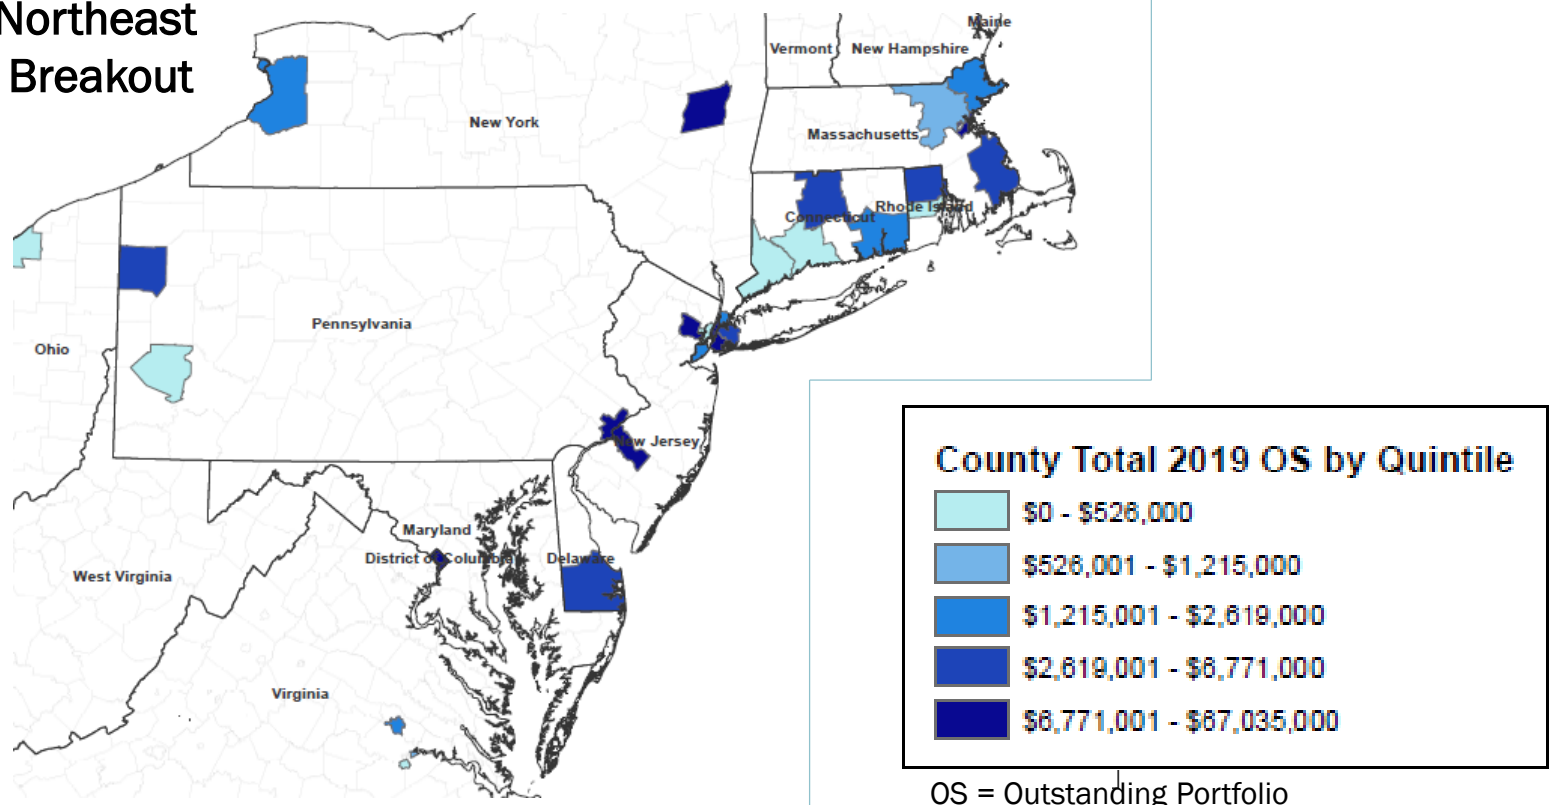 Northeast
Breakout
Maine
Vermont
New Hampshire
New York
Massachusetts
Rhode Island
Connecticut
Pennsylvania
Ohio
New Jersey
Maryland
District of Columbia
Delaware
West Virginia
Virginia
County Total 2019 OS by Quintile
$0 - $526,000
$526,001 - $1,215,000
$1,215,001 - $2,619,000
$2,619,001 - $6,771,000
$6,771,001 - $67,035,000
OS = Outstanding Portfolio